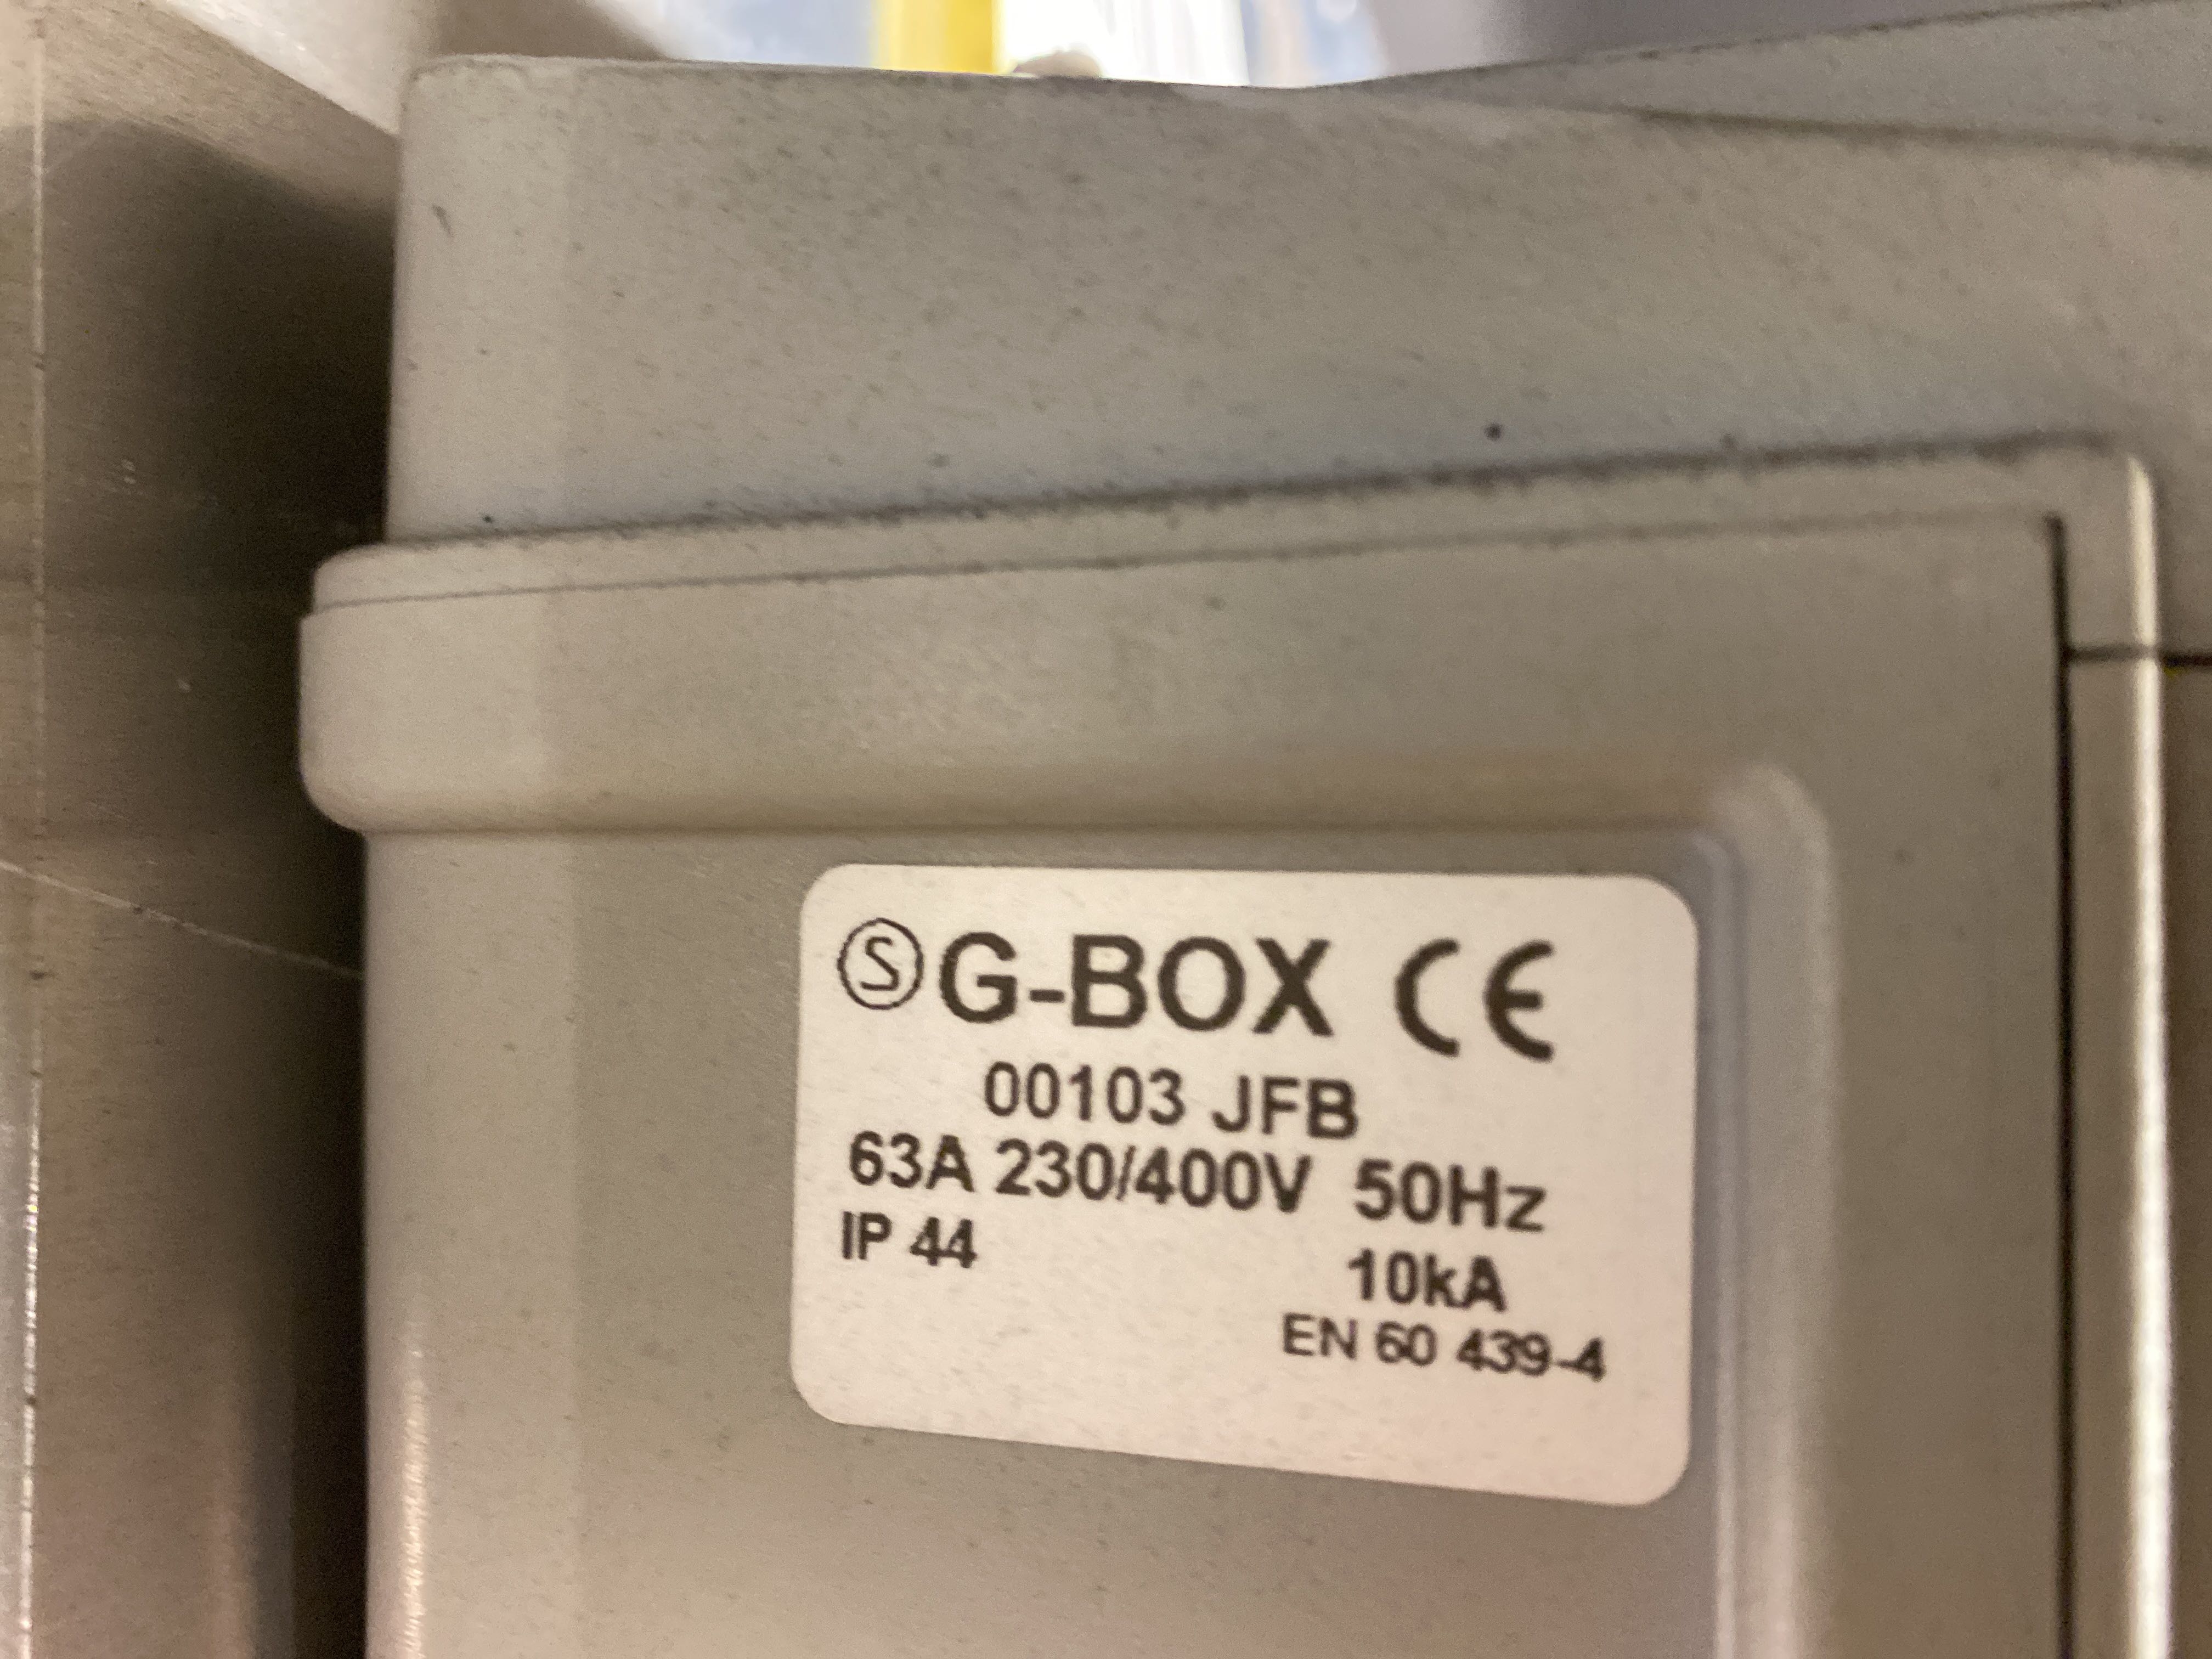 Ⓢ G-BOX CE
00103 JFB
63A 230/400V 50Hz
IP 44 10kA
EN 60 439-4